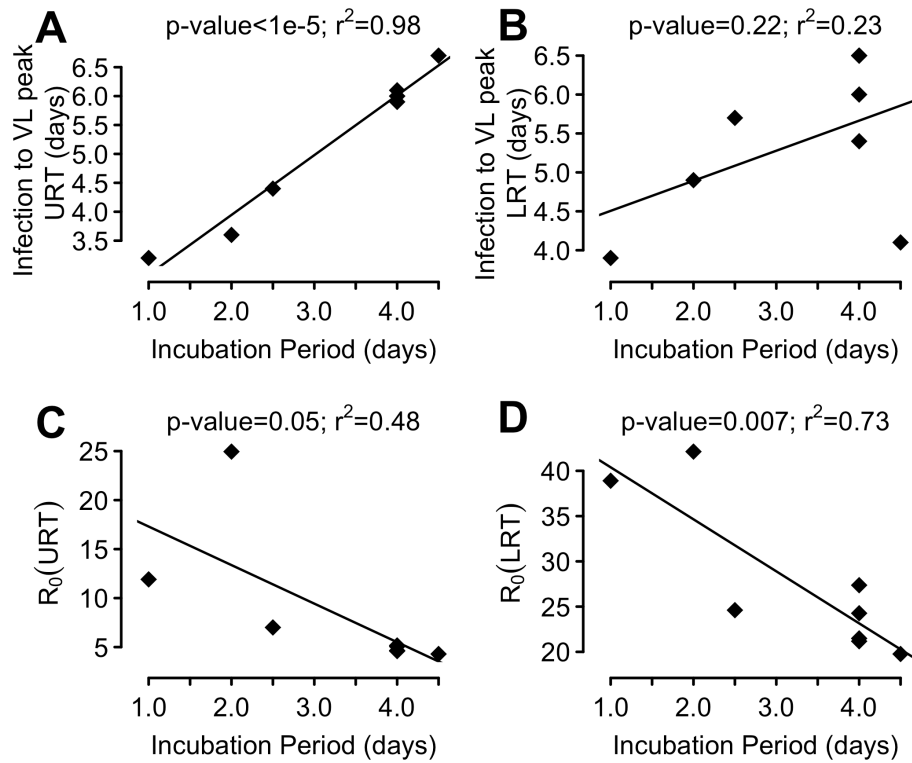 A
p-value<1e-5; r²=0.98
Infection to VL peak
URT (days)
6.5
6.0
5.0
4.5
4.0
3.5
1.0 2.0 3.0 4.0
Incubation Period (days)
B
p-value=0.22; r²=0.23
Infection to VL peak
LRT (days)
6.5
6.0
5.5
5.0
4.5
4.0
1.0 2.0 3.0 4.0
Incubation Period (days)
C
p-value=0.05; r²=0.48
R₀(URT)
25
20
15
10
5
1.0 2.0 3.0 4.0
Incubation Period (days)
D
p-value=0.007; r²=0.73
R₀(LRT)
40
35
30
25
20
1.0 2.0 3.0 4.0
Incubation Period (days)